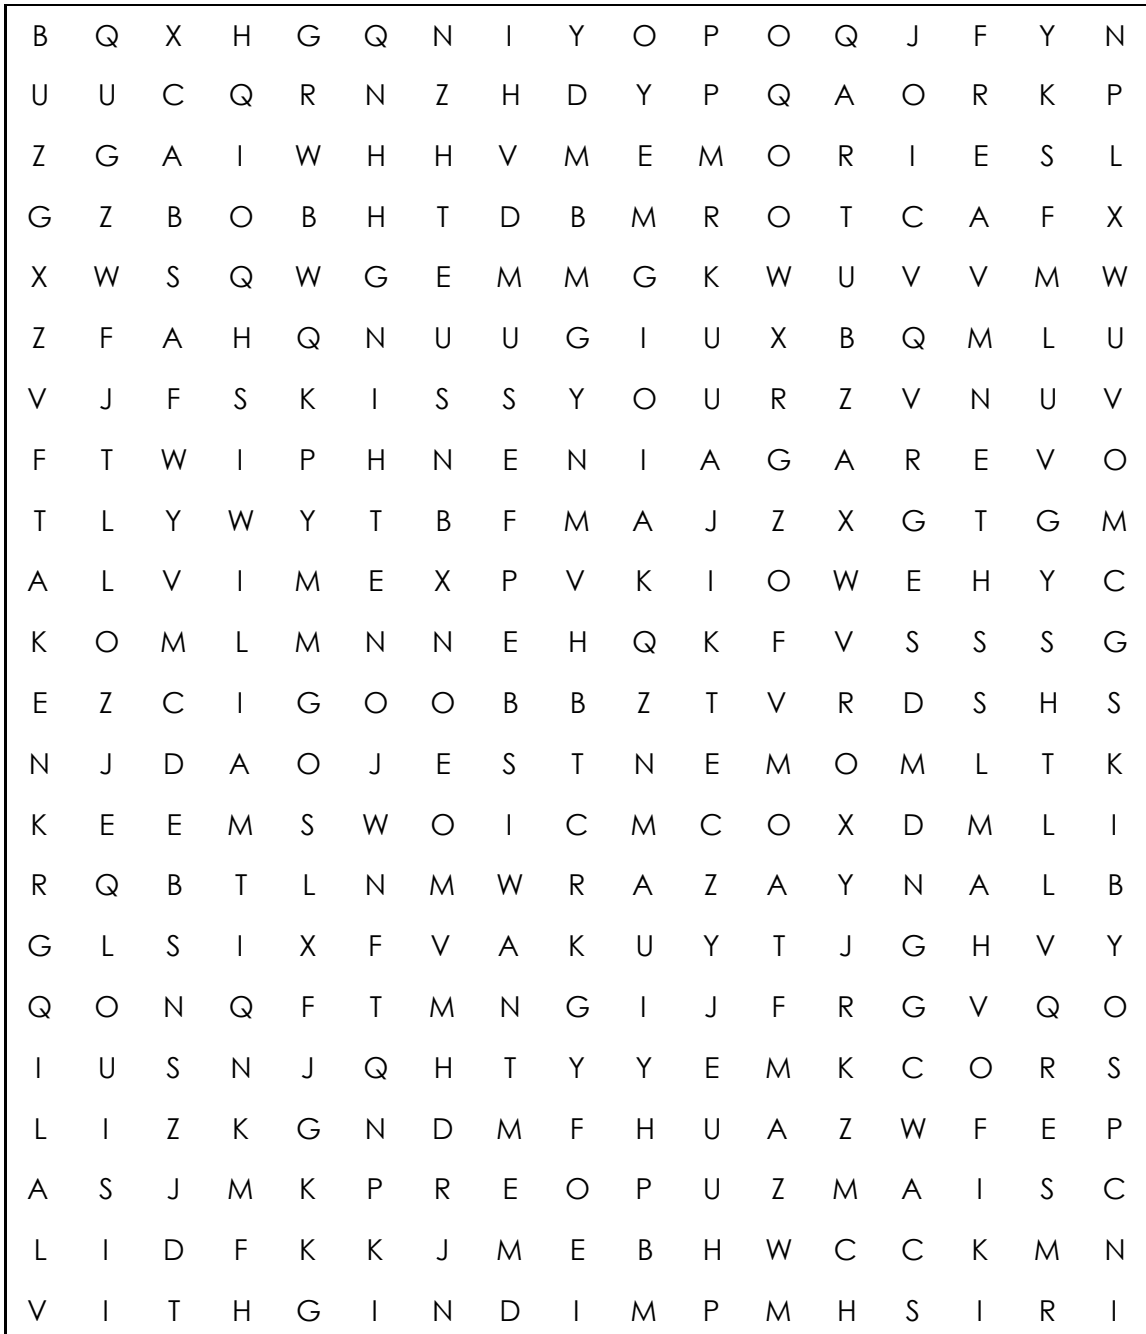 B Q X H G Q N I Y O P O Q J F Y N
U U C Q R N Z H D Y P Q A O R K P
Z G A I W H H V M E M O R I E S L
G Z B O B H T D B M R O T C A F X
X W S Q W G E M M G K W U V V M W
Z F A H Q N U U G I U X B Q M L U
V J F S K I S S Y O U R Z V N U V
F T W I P H N E N I A G A R E V O
T L Y W Y T B F M A J Z X G T G M
A L V I M E X P V K I O W E H Y C
K O M L M N N E H Q K F V S S S G
E Z C I G O O B B Z T V R D S H S
N J D A O J E S T N E M O M L T K
K E E M S W O I C M C O X D M L I
R Q B T L N M W R A Z A Y N A L B
G L S I X F V A K U Y T J G H V Y
Q O N Q F T M N G I J F R G V Q O
I U S N J Q H T Y Y E M K C O R S
L I Z K G N D M F H U A Z W F E P
A S J M K P R E O P U Z M A I S C
L I D F K K J M E B H W C C K M N
V I T H G I N D I M P M H S I R I